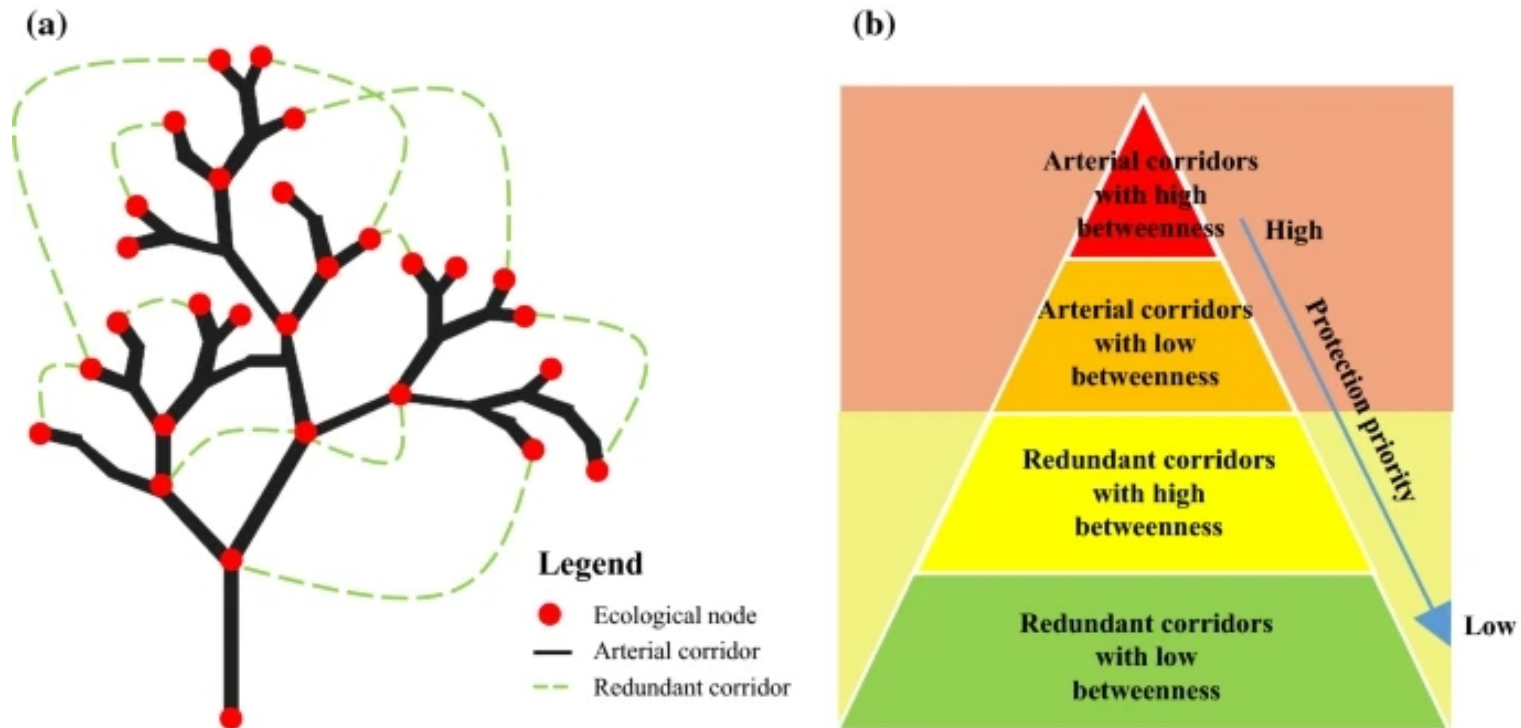 (a)
Legend
Ecological node
Arterial corridor
Redundant corridor
(b)
Arterial corridors
with high
betweenness
High
Arterial corridors
with low
betweenness
Protection priority
Redundant corridors
with high
betweenness
Redundant corridors
with low
betweenness
Low